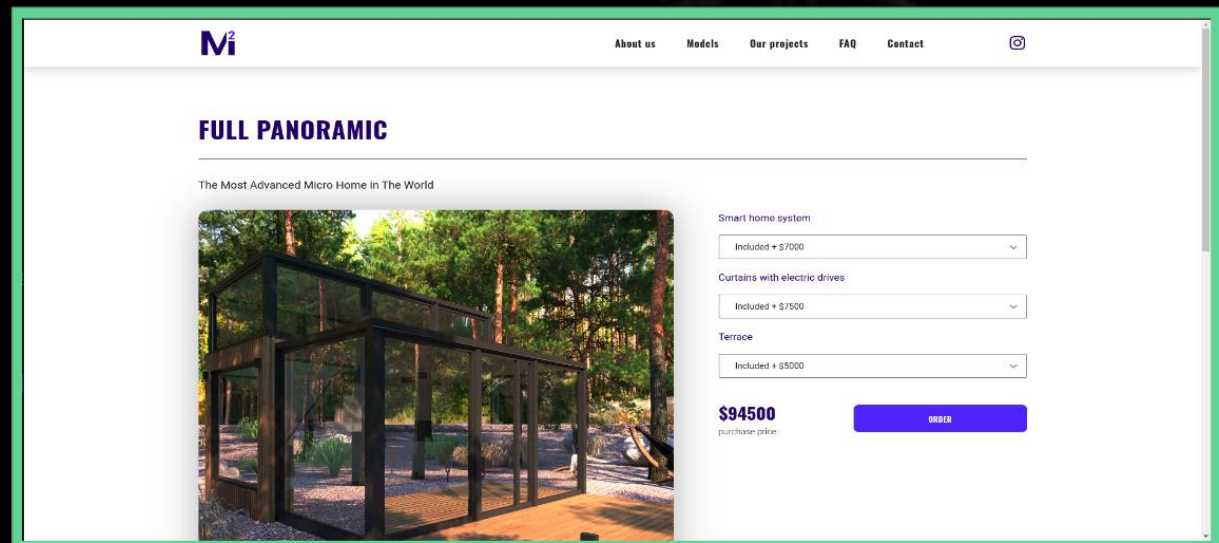 Mi2
About us Models Our projects FAQ Contact
FULL PANORAMIC
The Most Advanced Micro Home in The World
Smart home system
Included + $7000
Curtains with electric drives
Included + $7500
Terrace
Included + $5000
$94500
purchase price
ORDER